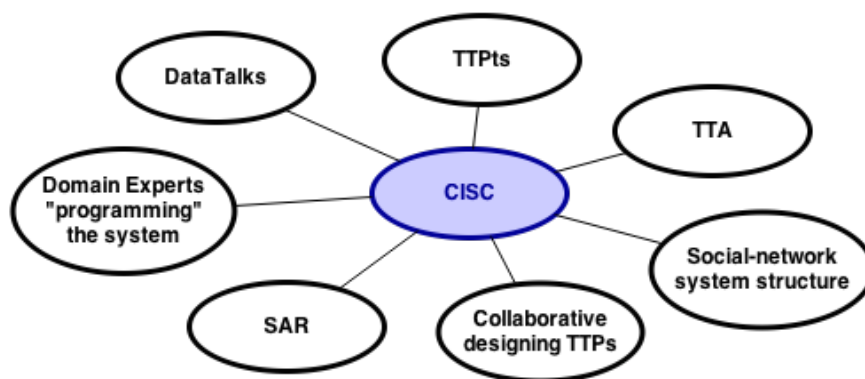 TTPts
DataTalks
TTA
CISC
Domain Experts
"programming"
the system
Social-network
system structure
SAR
Collaborative
designing TTPs